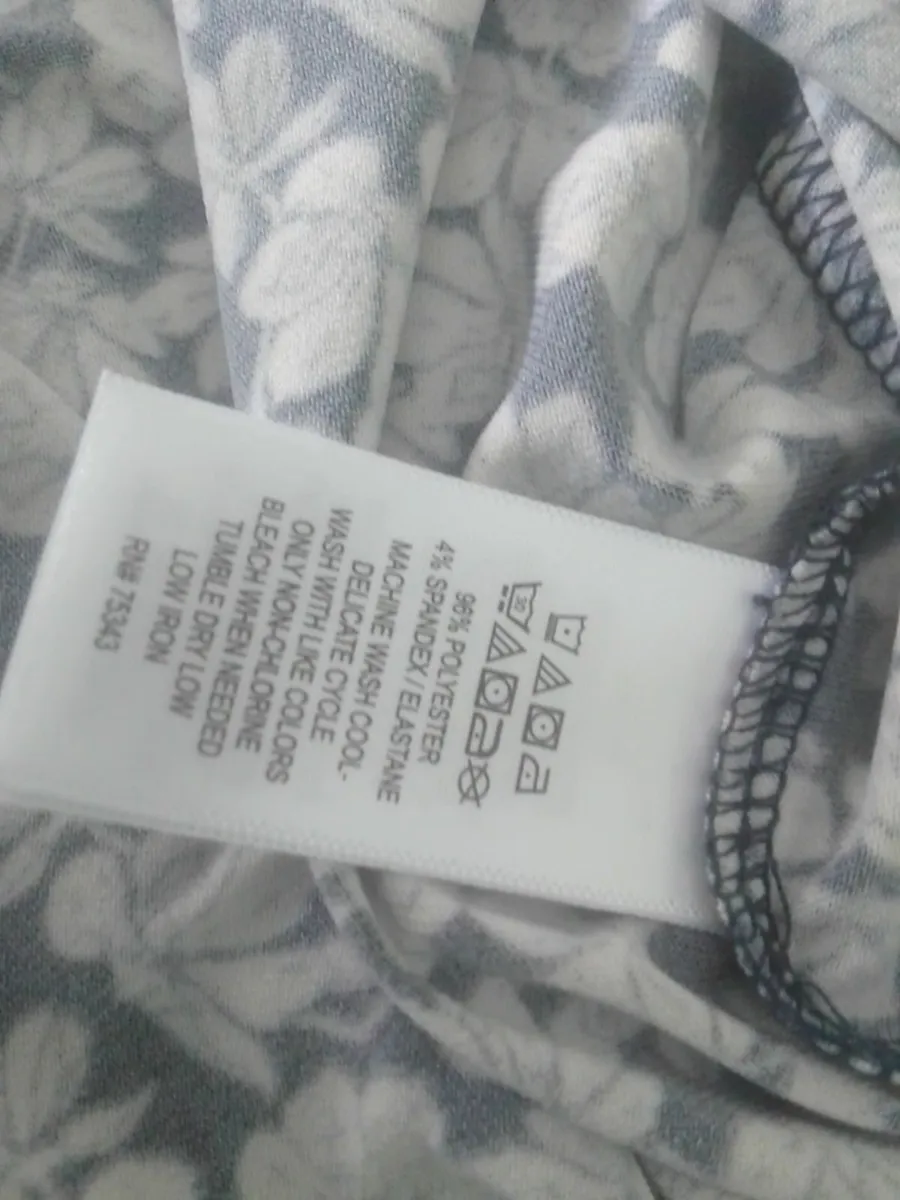 30
96% POLYESTER
4% SPANDEX / ELASTANE
MACHINE WASH COOL-
DELICATE CYCLE
WASH WITH LIKE COLORS
ONLY NON-CHLORINE
BLEACH WHEN NEEDED
TUMBLE DRY LOW
LOW IRON
RN# 75343